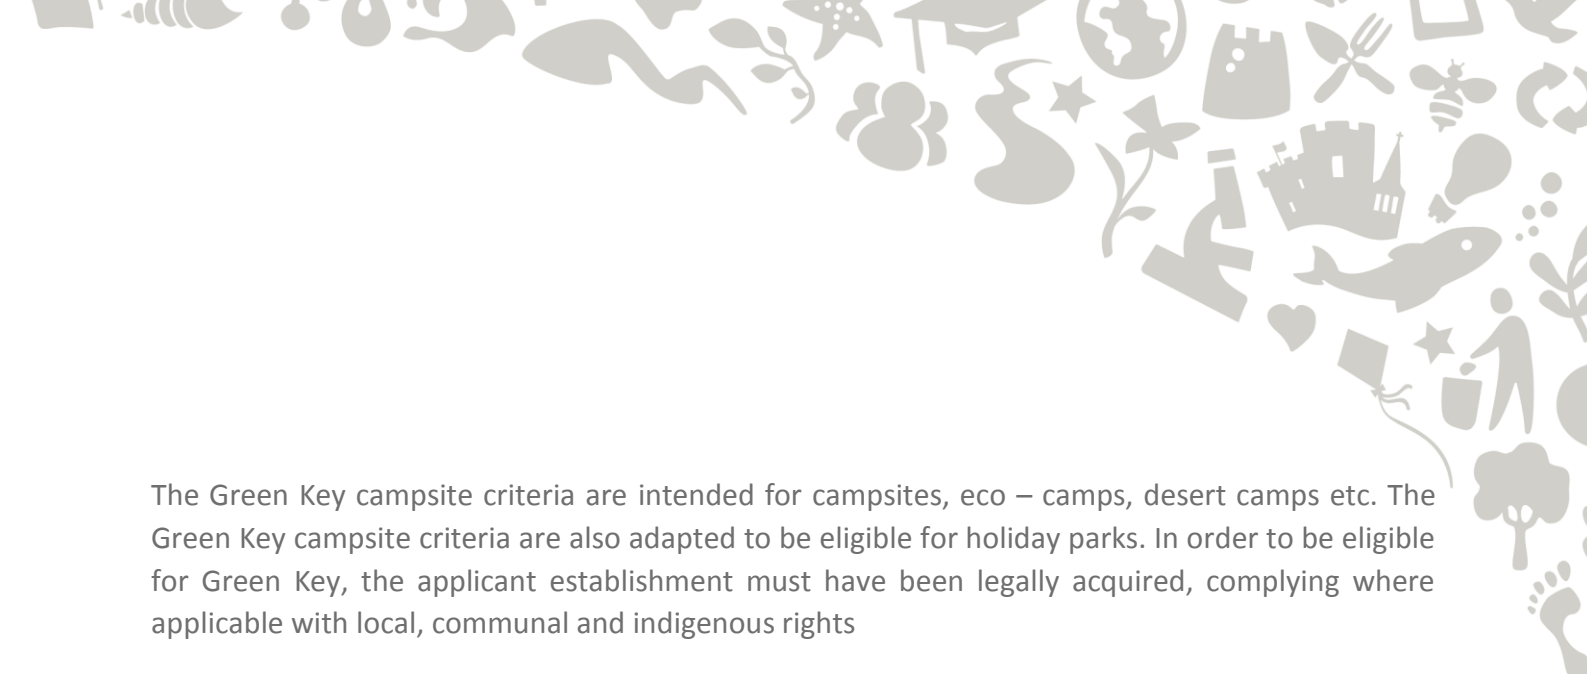 The Green Key campsite criteria are intended for campsites, eco – camps, desert camps etc. The
Green Key campsite criteria are also adapted to be eligible for holiday parks. In order to be eligible
for Green Key, the applicant establishment must have been legally acquired, complying where
applicable with local, communal and indigenous rights